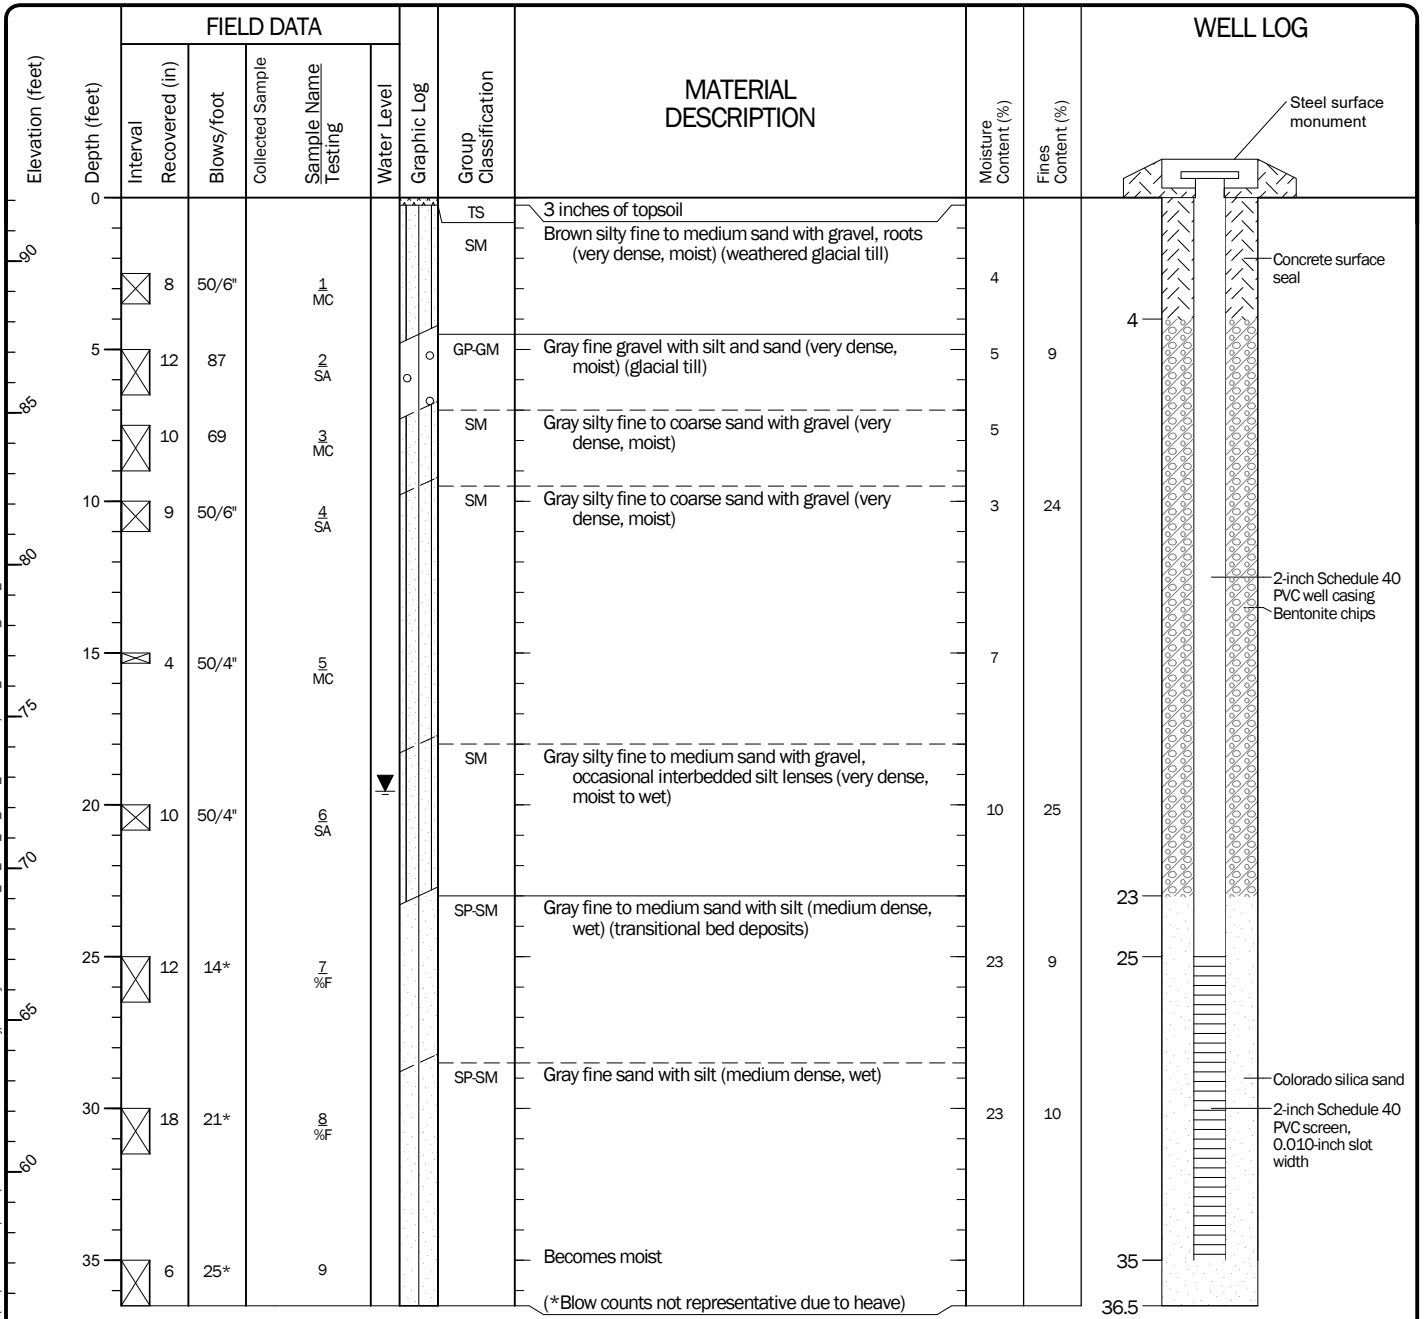 FIELD DATA
WELL LOG
Elevation (feet)
Depth (feet)
Interval
Recovered (in)
Blows/foot
Collected Sample
Sample Name
Testing
Water Level
Graphic Log
Group
Classification
MATERIAL
DESCRIPTION
Moisture
Content (%)
Fines
Content (%)
Steel surface
monument
0
TS
3 inches of topsoil
SM
Brown silty fine to medium sand with gravel, roots
(very dense, moist) (weathered glacial till)
90
Concrete surface
seal
8 50/6" 1
MC
4
4
5
GP-GM
Gray fine gravel with silt and sand (very dense,
moist) (glacial till)
12 87 2
SA
5 9
85
SM
Gray silty fine to coarse sand with gravel (very
dense, moist)
10 69 3
MC
5
10
SM
Gray silty fine to coarse sand with gravel (very
dense, moist)
9 50/6" 4
SA
3 24
80
2-inch Schedule 40
PVC well casing
Bentonite chips
15
4 50/4" 5
MC
7
75
SM
Gray silty fine to medium sand with gravel,
occasional interbedded silt lenses (very dense,
moist to wet)
20
10 50/4" 6
SA
10 25
70
23
SP-SM
Gray fine to medium sand with silt (medium dense,
wet) (transitional bed deposits)
25
25
12 14* 7
%F
23 9
65
SP-SM
Gray fine sand with silt (medium dense, wet)
Colorado silica sand
30
18 21* 8
%F
23 10
2-inch Schedule 40
PVC screen,
0.010-inch slot
width
60
35
Becomes moist
35
6 25* 9
(*Blow counts not representative due to heave)
36.5